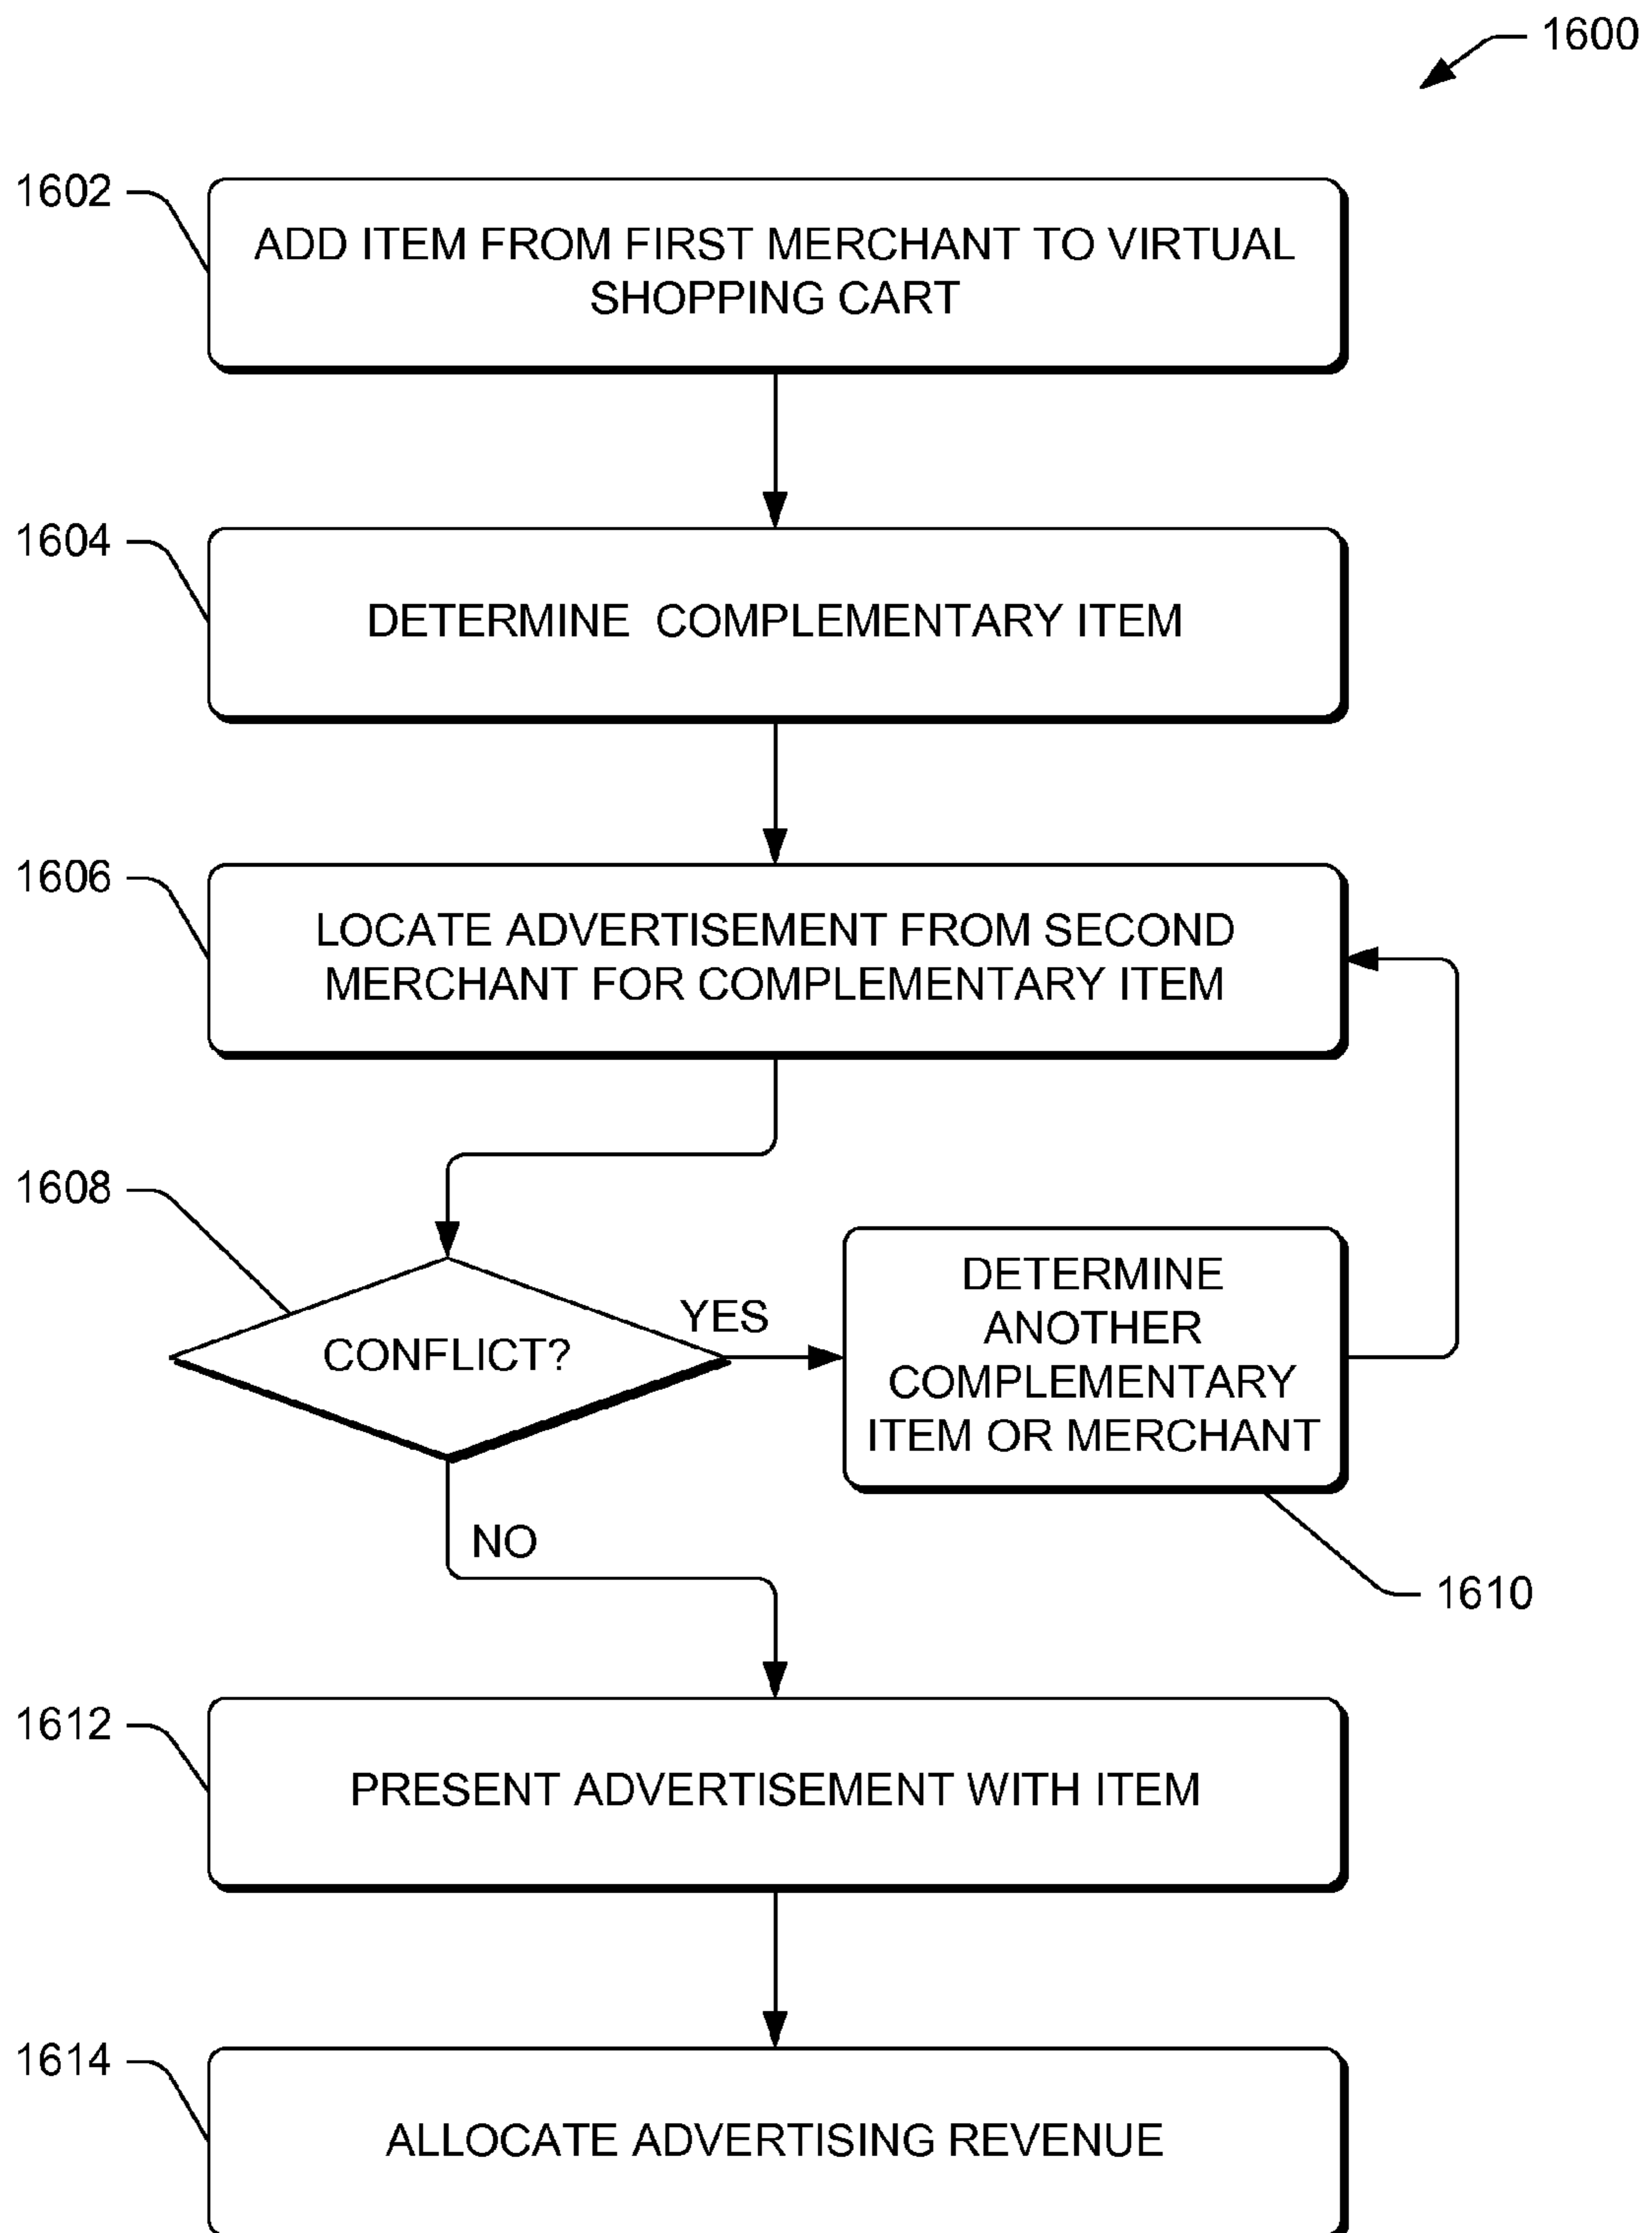 1600
1602
ADD ITEM FROM FIRST MERCHANT TO VIRTUAL
SHOPPING CART
1604
DETERMINE COMPLEMENTARY ITEM
1606
LOCATE ADVERTISEMENT FROM SECOND
MERCHANT FOR COMPLEMENTARY ITEM
1608
CONFLICT?
YES
DETERMINE
ANOTHER
COMPLEMENTARY
ITEM OR MERCHANT
NO
1610
1612
PRESENT ADVERTISEMENT WITH ITEM
1614
ALLOCATE ADVERTISING REVENUE